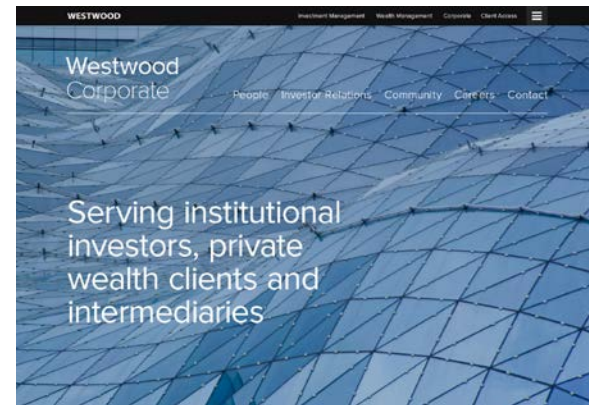 WESTWOOD
Investment Management Wealth Management Corporate Client Access
Westwood
Corporate
People Investor Relations Community Careers Contact
Serving institutional
investors, private
wealth clients and
intermediaries